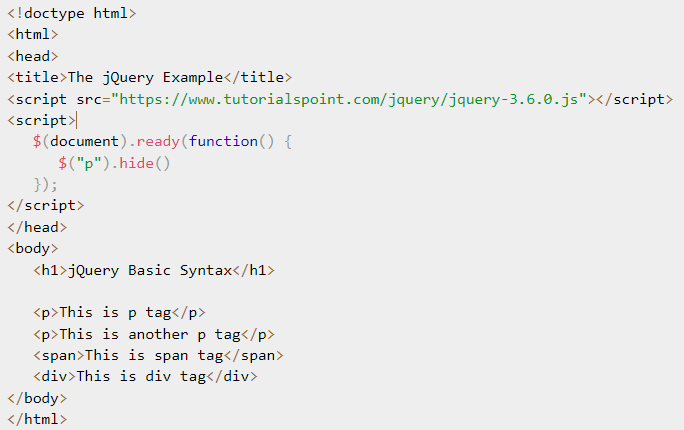 <!doctype html>
<html>
<head>
<title>The jQuery Example</title>
<script src="https://www.tutorialspoint.com/jquery/jquery-3.6.0.js"></script>
<script>
   $(document).ready(function() {
      $("p").hide()
   });
</script>
</head>
<body>
   <h1>jQuery Basic Syntax</h1>

   <p>This is p tag</p>
   <p>This is another p tag</p>
   <span>This is span tag</span>
   <div>This is div tag</div>
</body>
</html>